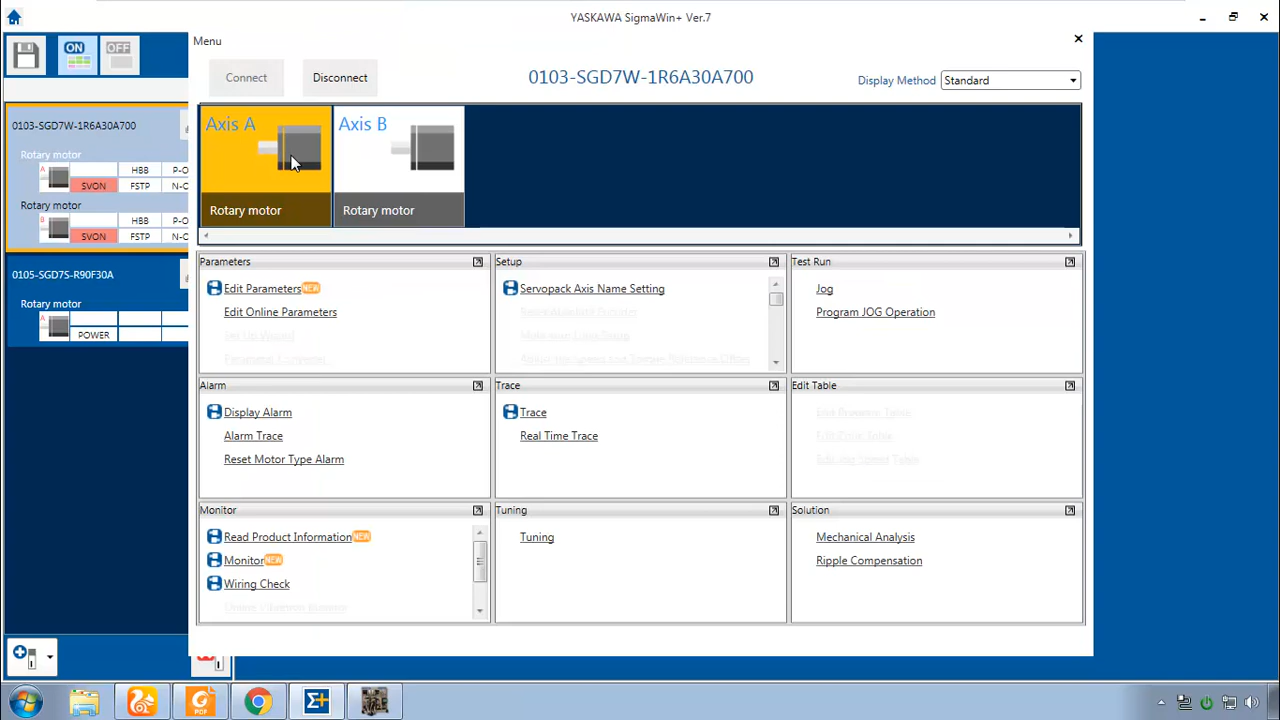 YASKAWA SigmaWin+ Ver.7
Menu
ON
OFF
Connect
Disconnect
0103-SGD7W-1R6A30A700
Display Method
Standard
0103-SGD7W-1R6A30A700
Rotary motor
A
HBB
P-O
SVON
FSTP
N-O
Rotary motor
B
HBB
P-O
SVON
FSTP
N-O
0105-SGD7S-R90F30A
Rotary motor
A
POWER
Axis A
Rotary motor
Axis B
Rotary motor
Parameters
Edit Parameters NEW
Edit Online Parameters
Setup
Servopack Axis Name Setting
Test Run
Jog
Program JOG Operation
Alarm
Display Alarm
Alarm Trace
Reset Motor Type Alarm
Trace
Trace
Real Time Trace
Edit Table
Monitor
Read Product Information NEW
Monitor NEW
Wiring Check
Tuning
Tuning
Solution
Mechanical Analysis
Ripple Compensation
PDF